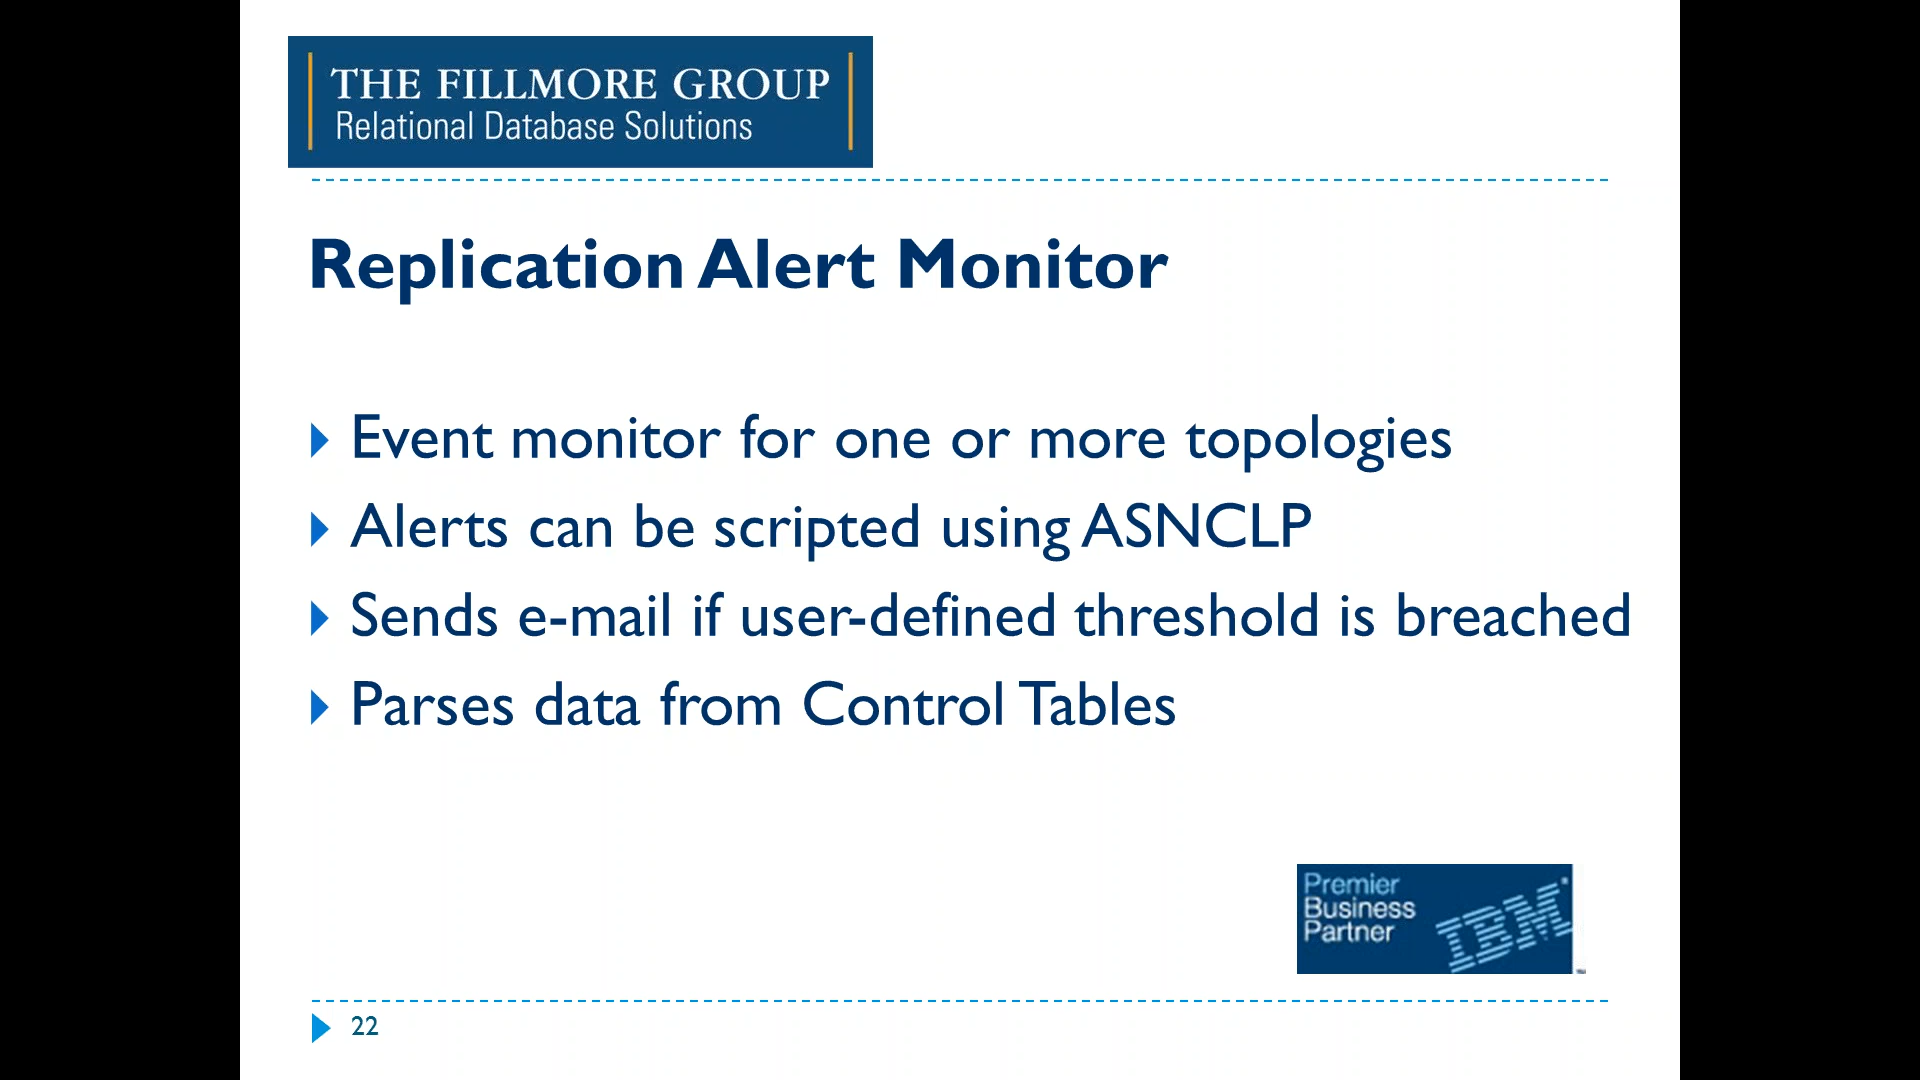 THE FILLMORE GROUP
Relational Database Solutions
Replication Alert Monitor
Event monitor for one or more topologies
Alerts can be scripted using ASNCLP
Sends e-mail if user-defined threshold is breached
Parses data from Control Tables
Premier
Business
Partner
IBM
22